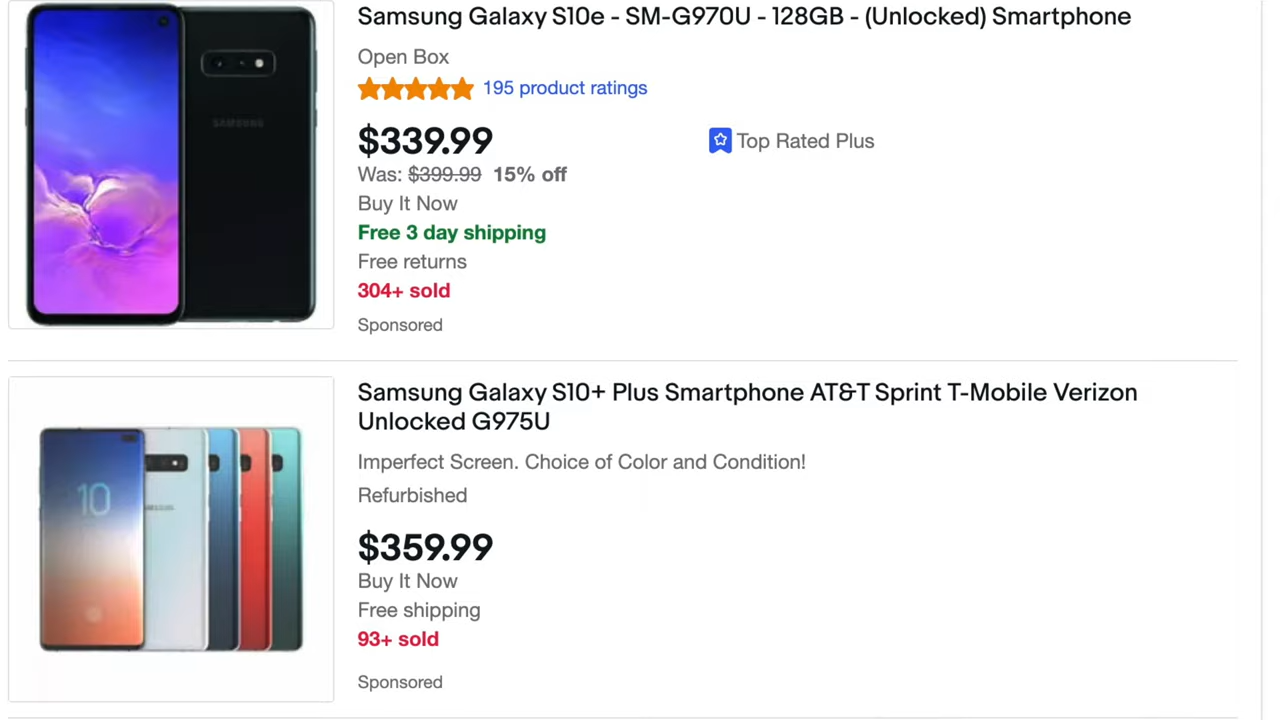 Samsung Galaxy S10e - SM-G970U - 128GB - (Unlocked) Smartphone
Open Box
195 product ratings
$339.99
Top Rated Plus
Was: $399.99 15% off
Buy It Now
Free 3 day shipping
Free returns
304+ sold
Sponsored
SAMSUNG
Samsung Galaxy S10+ Plus Smartphone AT&T Sprint T-Mobile Verizon
Unlocked G975U
Imperfect Screen. Choice of Color and Condition!
Refurbished
$359.99
Buy It Now
Free shipping
93+ sold
Sponsored
10